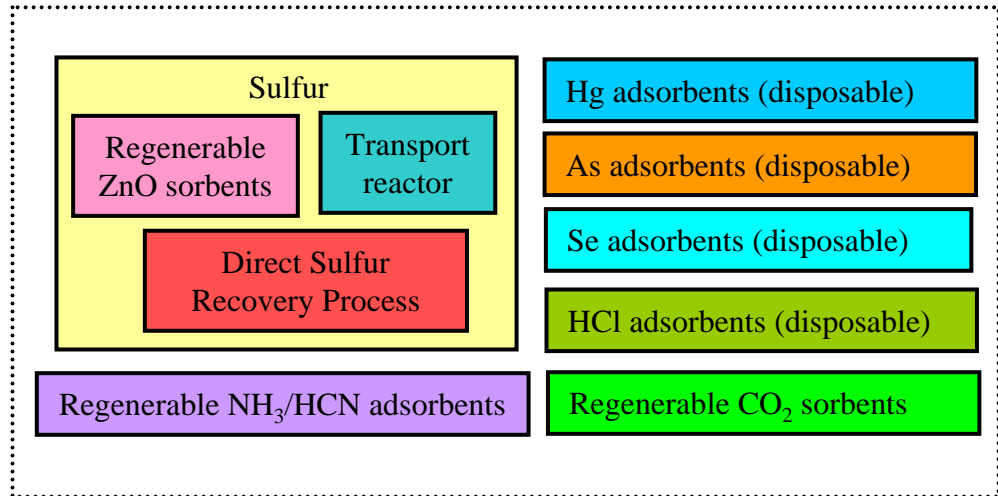 Sulfur
Regenerable
ZnO sorbents
Transport
reactor
Direct Sulfur
Recovery Process
Regenerable NH₃/HCN adsorbents
Hg adsorbents (disposable)
As adsorbents (disposable)
Se adsorbents (disposable)
HCl adsorbents (disposable)
Regenerable CO₂ sorbents